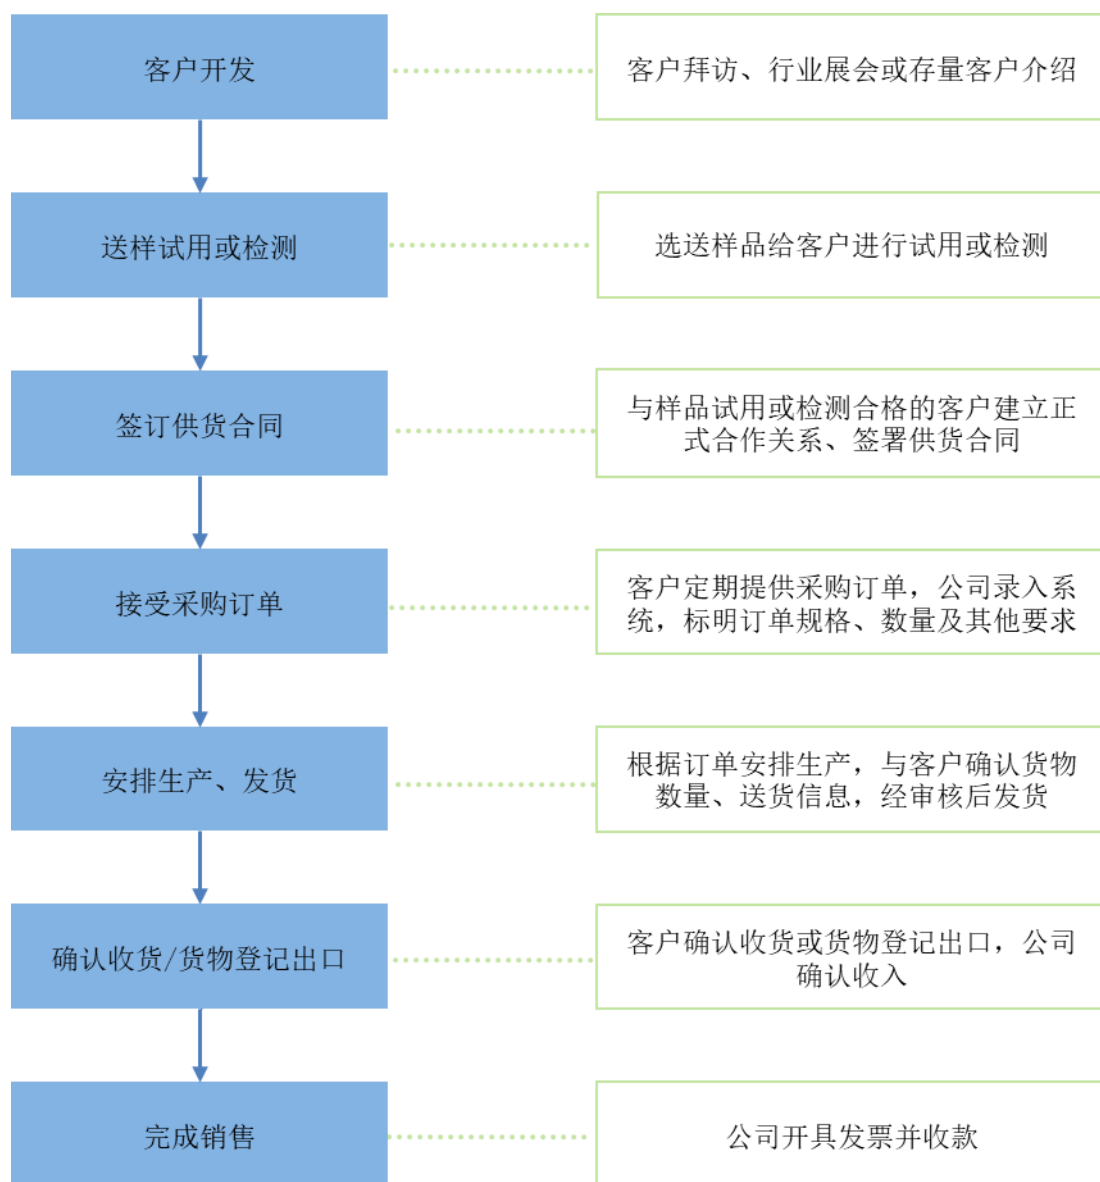 客户开发
客户拜访、行业展会或存量客户介绍
送样试用或检测
选送样品给客户进行试用或检测
签订供货合同
与样品试用或检测合格的客户建立正
式合作关系、签署供货合同
接受采购订单
客户定期提供采购订单，公司录入系
统，标明订单规格、数量及其他要求
安排生产、发货
根据订单安排生产，与客户确认货物
数量、送货信息，经审核后发货
确认收货/货物登记出口
客户确认收货或货物登记出口，公司
确认收入
完成销售
公司开具发票并收款